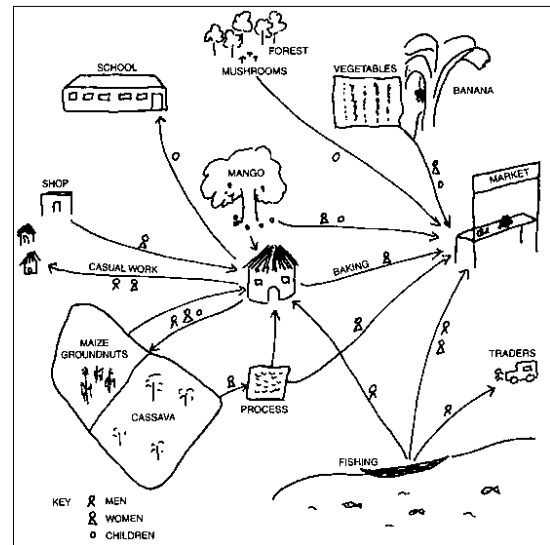 FOREST
MUSHROOMS
SCHOOL
VEGETABLES
BANANA
MANGO
MARKET
SHOP
CASUAL WORK
BAKING
MAIZE
GROUNDNUTS
CASSAVA
PROCESS
TRADERS
FISHING
KEY
MEN
WOMEN
CHILDREN